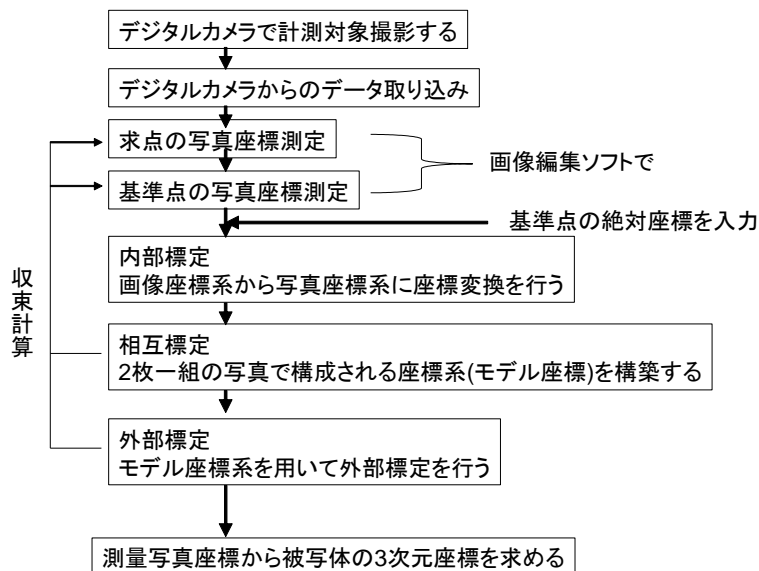 デジタルカメラで計測対象撮影する
デジタルカメラからのデータ取り込み
求点の写真座標測定
画像編集ソフトで
基準点の写真座標測定
基準点の絶対座標を入力
内部標定
画像座標系から写真座標系に座標変換を行う
収束計算
相互標定
2枚一組の写真で構成される座標系(モデル座標)を構築する
外部標定
モデル座標系を用いて外部標定を行う
測量写真座標から被写体の3次元座標を求める